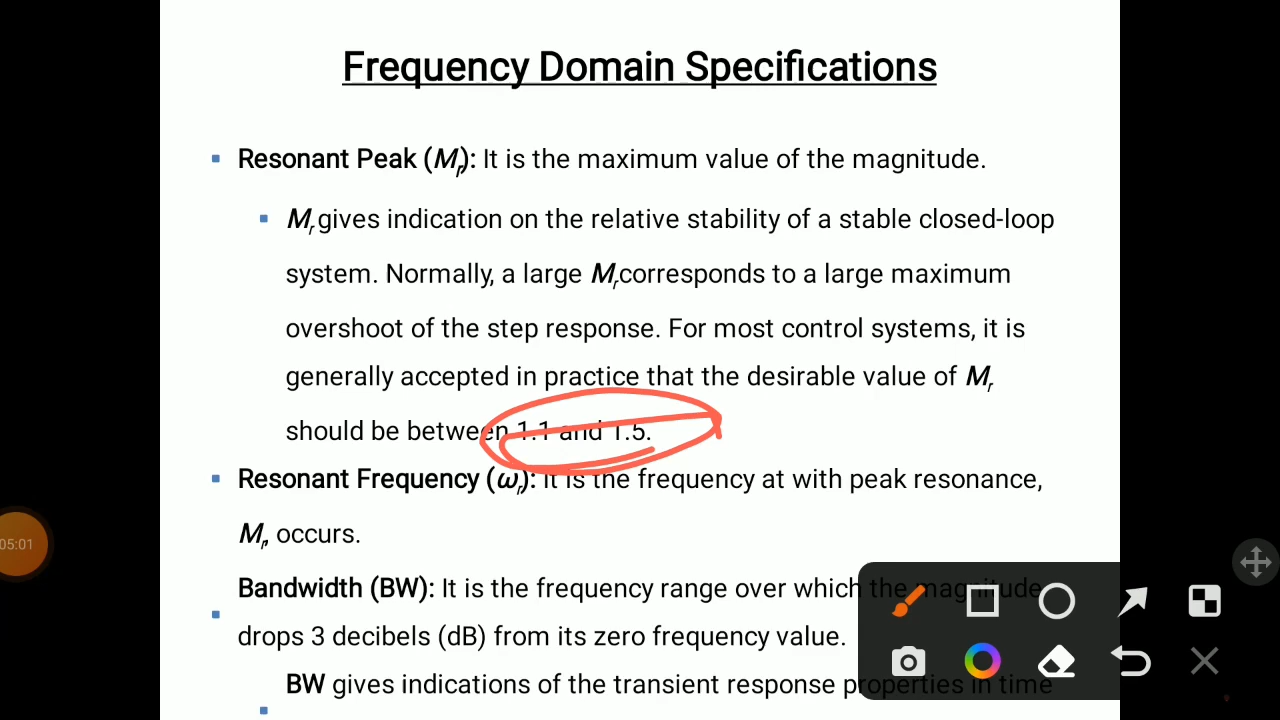 Frequency Domain Specifications
Resonant Peak (Mr): It is the maximum value of the magnitude.
Mr gives indication on the relative stability of a stable closed-loop
system. Normally, a large Mr corresponds to a large maximum
overshoot of the step response. For most control systems, it is
generally accepted in practice that the desirable value of Mr
should be between 1.1 and 1.5.
Resonant Frequency (ωr): It is the frequency at with peak resonance,
Mr, occurs.
Bandwidth (BW): It is the frequency range over which the magnitude
drops 3 decibels (dB) from its zero frequency value.
BW gives indications of the transient response properties in time
05:01